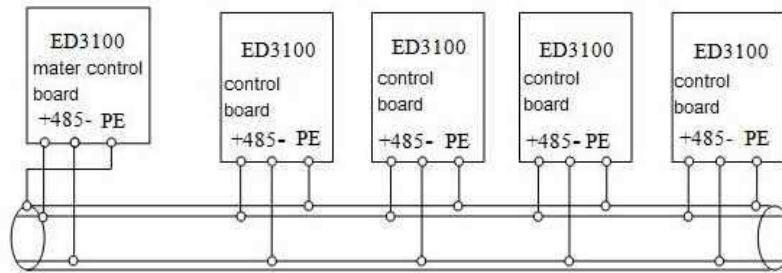 ED3100
mater control
board
+485- PE
ED3100
control
board
+485- PE
ED3100
control
board
+485- PE
ED3100
control
board
+485- PE
ED3100
control
board
+485- PE